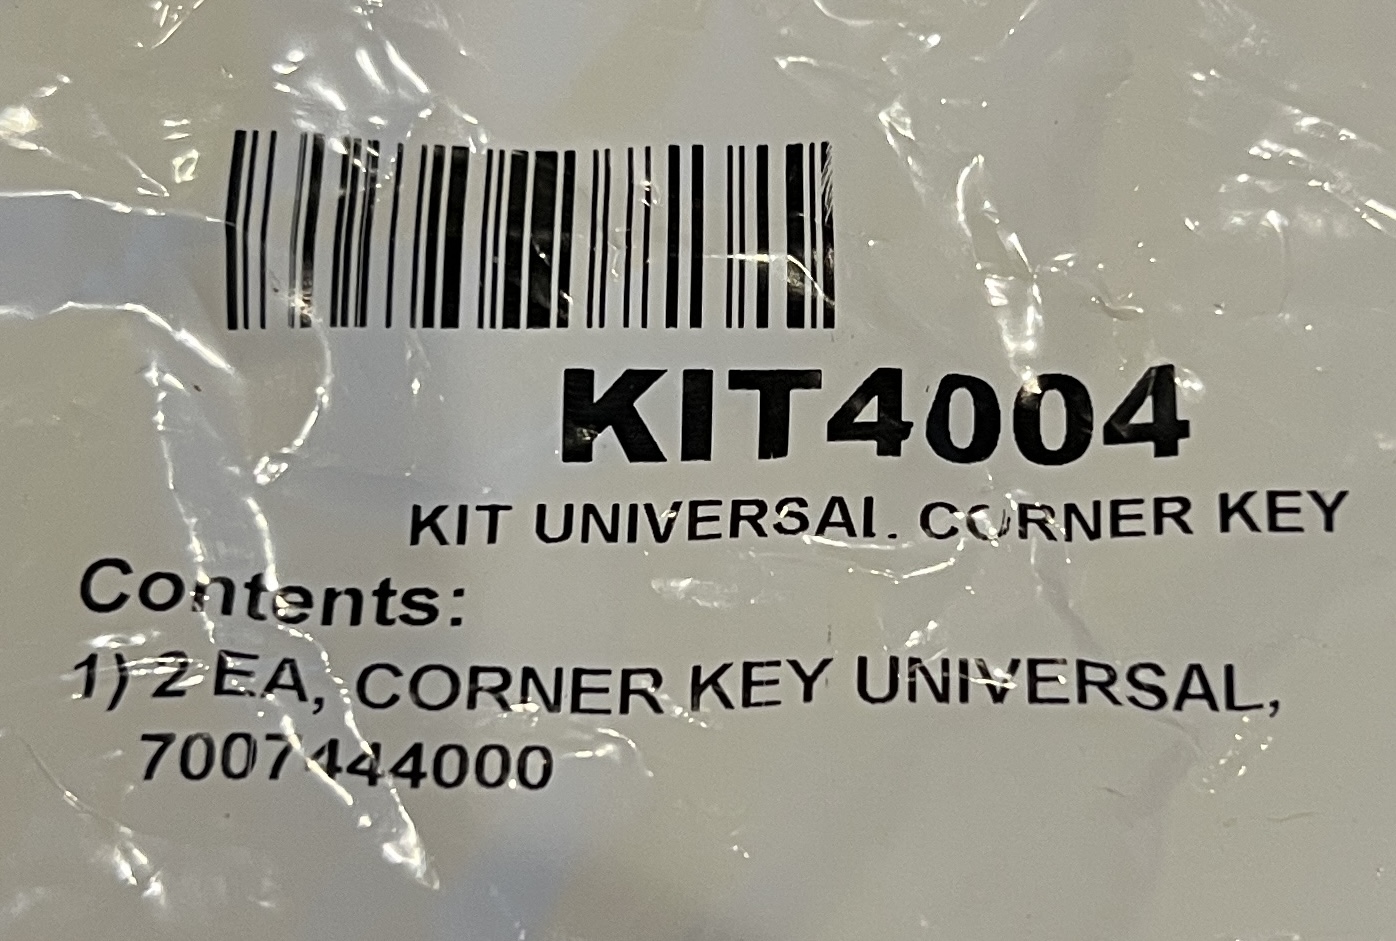 KIT4004
KIT UNIVERSAL CORNER KEY
Contents:
1) 2 EA, CORNER KEY UNIVERSAL,
7007444000